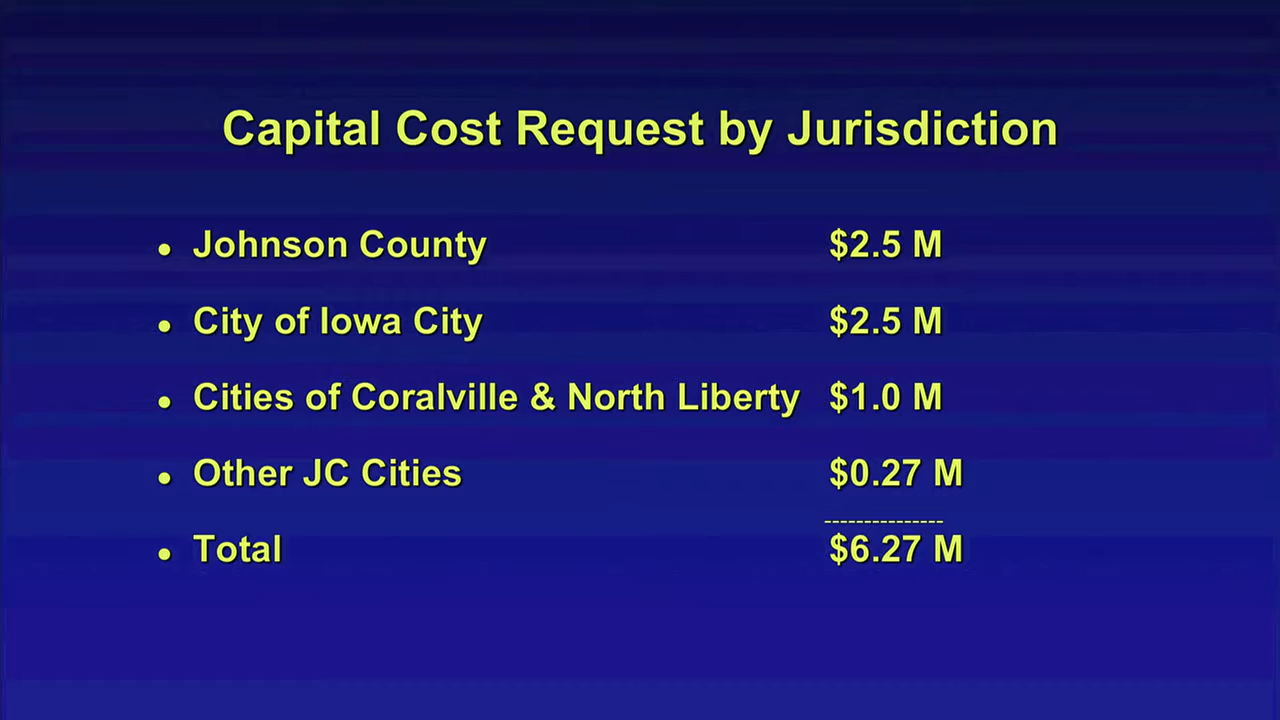 Capital Cost Request by Jurisdiction
• Johnson County $2.5 M
• City of Iowa City $2.5 M
• Cities of Coralville & North Liberty $1.0 M
• Other JC Cities $0.27 M
---------------
• Total $6.27 M